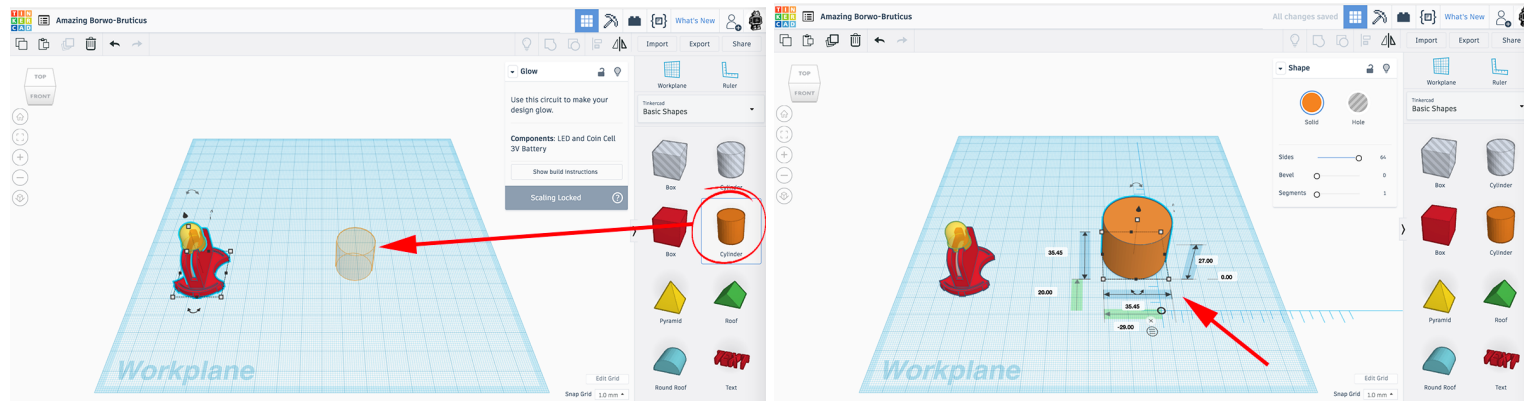 TIN
KER
CAD
Amazing Borwo-Bruticus
What's New
Import Export Share
TOP
FRONT
Glow
Use this circuit to make your
design glow.
Components: LED and Coin Cell
3V Battery
Show build instructions
Scaling Locked
?
Workplane Ruler
Tinkercad
Basic Shapes
Box Cylinder
Box Cylinder
Pyramid Roof
Round Roof Text
TEXT
Workplane
Edit Grid
Snap Grid 1.0 mm
TIN
KER
CAD
Amazing Borwo-Bruticus
All changes saved
What's New
Import Export Share
TOP
FRONT
Shape
Solid Hole
Sides 64
Bevel 0
Segments 1
35.45
27.00
0.00
20.00
35.45
-29.00
Workplane Ruler
Tinkercad
Basic Shapes
Box Cylinder
Box Cylinder
Pyramid Roof
Round Roof Text
TEXT
Workplane
Edit Grid
Snap Grid 1.0 mm